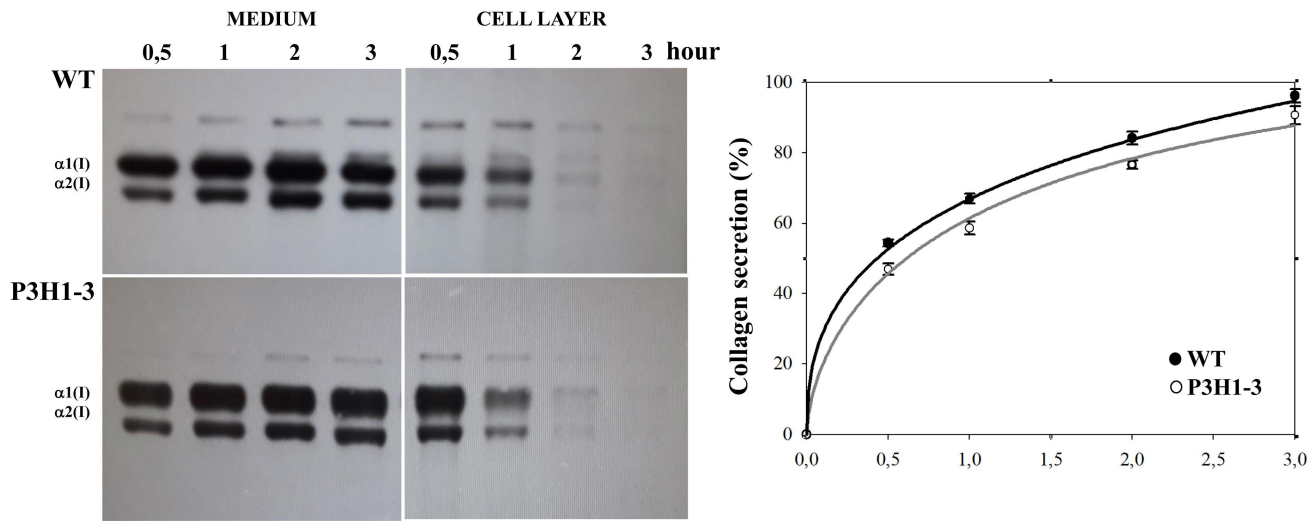 MEDIUM CELL LAYER
0,5 1 2 3 0,5 1 2 3 hour
WT
α1(I)
α2(I)
P3H1-3
α1(I)
α2(I)
Collagen secretion (%)
100
80
60
40
20
0
WT
P3H1-3
0,0 0,5 1,0 1,5 2,0 2,5 3,0